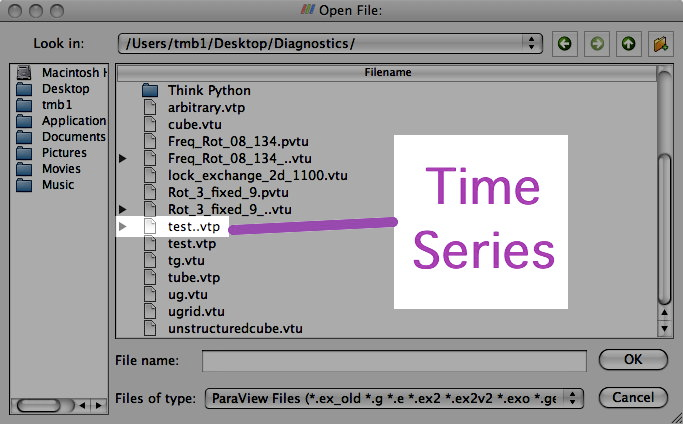 Open File:
Look in:
/Users/tmb1/Desktop/Diagnostics/
Macintosh H
Desktop
tmb1
Application
Documents
Pictures
Movies
Music
Filename
Think Python
arbitrary.vtp
cube.vtu
Freq_Rot_08_134.pvtu
Freq_Rot_08_134_..vtu
lock_exchange_2d_1100.vtu
Rot_3_fixed_9.pvtu
Rot_3_fixed_9_..vtu
test..vtp
test.vtp
tg.vtu
tube.vtp
ug.vtu
ugrid.vtu
unstructuredcube.vtu
Time
Series
File name:
OK
Files of type:
ParaView Files (*.ex_old *.g *.e *.ex2 *.ex2v2 *.exo *.ge
Cancel